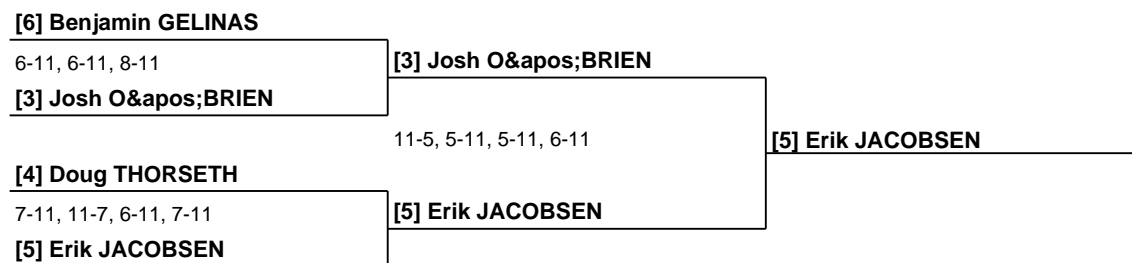 [6] Benjamin GELINAS
6-11, 6-11, 8-11
[3] Josh O&apos;BRIEN
[3] Josh O&apos;BRIEN
11-5, 5-11, 5-11, 6-11
[5] Erik JACOBSEN
[4] Doug THORSETH
7-11, 11-7, 6-11, 7-11
[5] Erik JACOBSEN
[5] Erik JACOBSEN